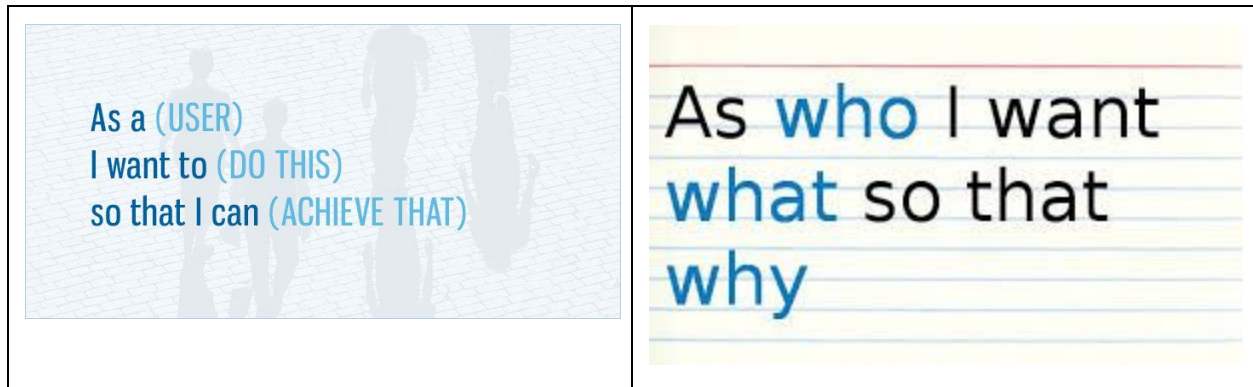 As a (USER)
I want to (DO THIS)
so that I can (ACHIEVE THAT)
As who I want
what so that
why